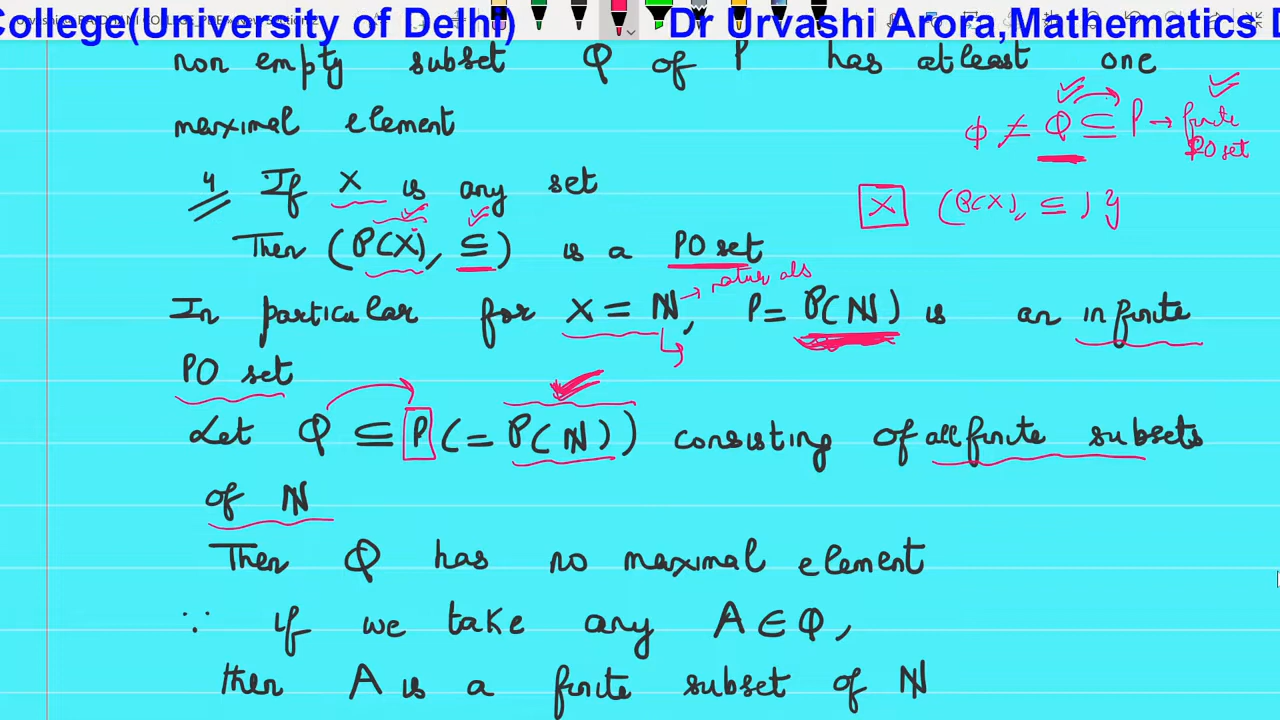 College(University of Delhi) Dr Urvashi Arora,Mathematics D
non empty subset Q of P has atleast one
maximal element
ϕ ≠ Q ⊆ P → finite
PO set
4 If X is any set
X (P(X), ⊆)
Then (P(X), ⊆) is a PO set
→ natural nos
In particular for X = ℕ, P = P(ℕ) is an infinite
PO set
Let Q ⊆ P (= P(ℕ)) consisting of all finite subsets
of ℕ
Then Q has no maximal element
∵ if we take any A ∈ Q,
then A is a finite subset of ℕ